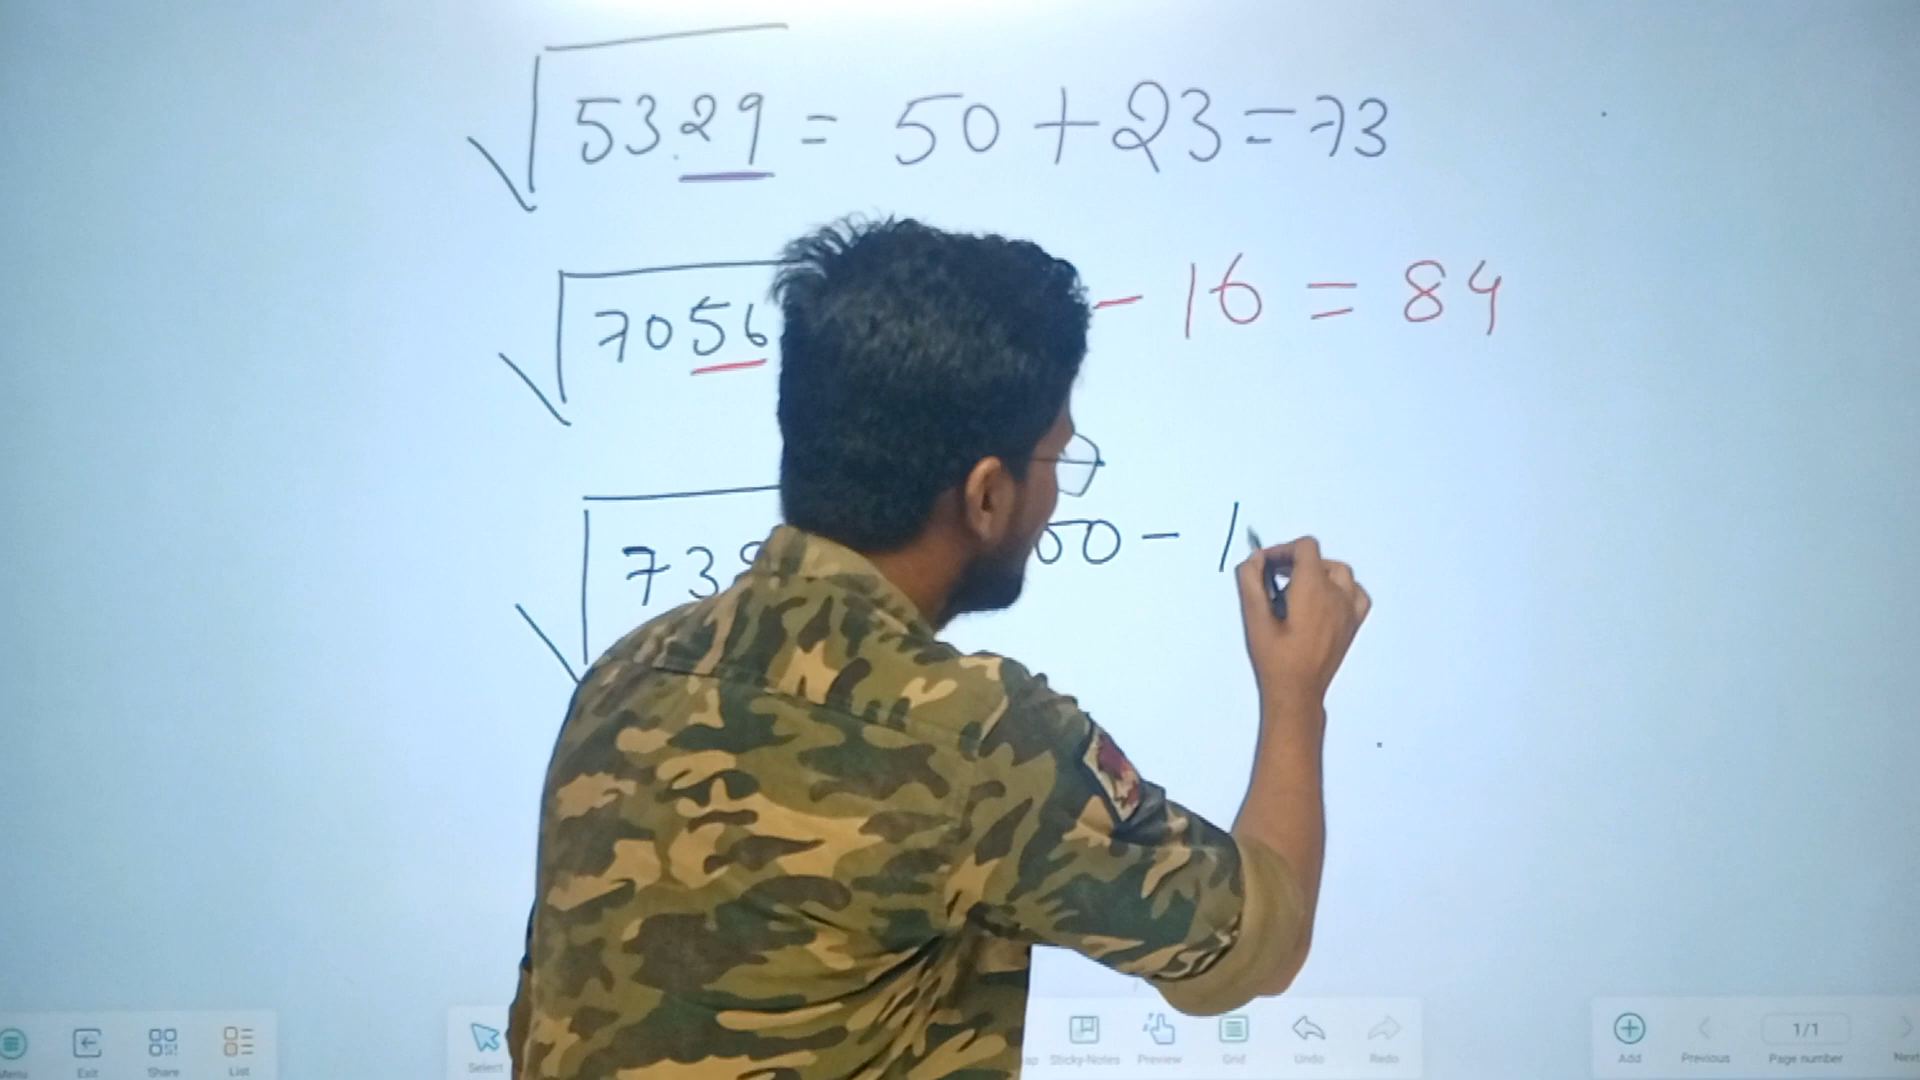 √5329 = 50 + 23 = 73
√7056 - 16 = 84
√73 00 - 1
Menu Exit Share List Select Sticky-Notes Preview Grid Undo Redo Add Previous 1/1 Page number Next